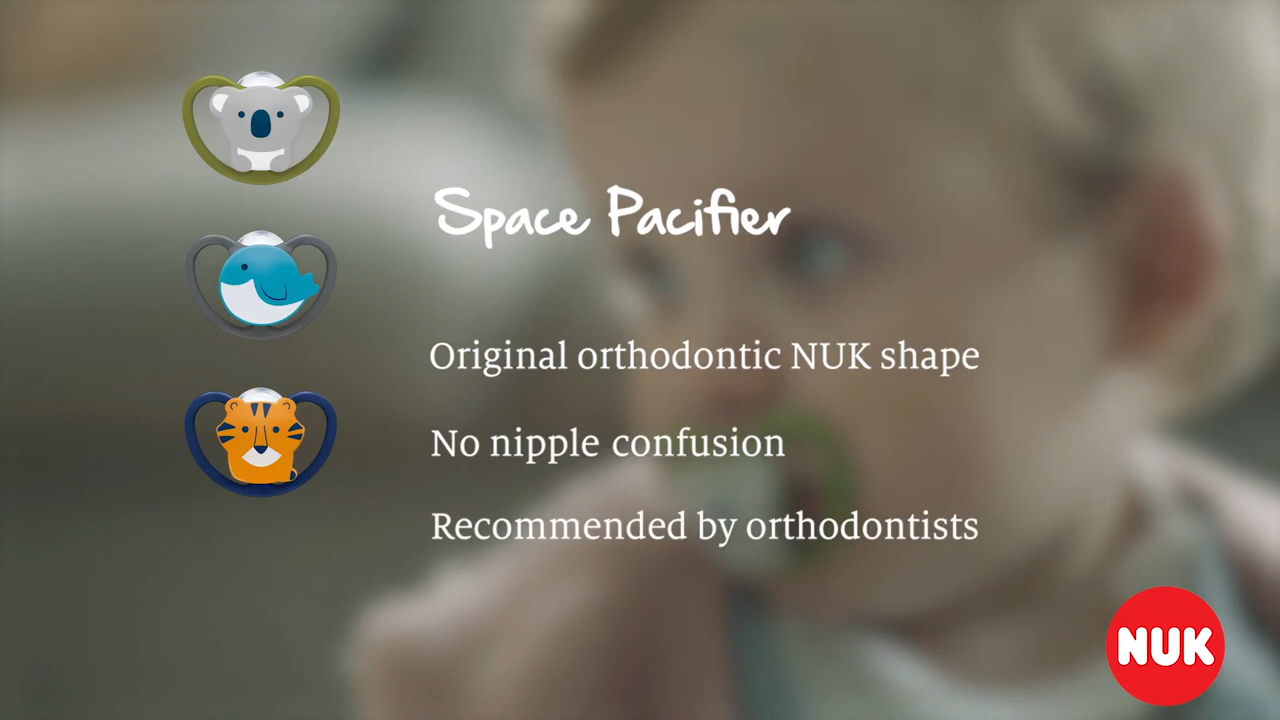 Space Pacifier
Original orthodontic NUK shape
No nipple confusion
Recommended by orthodontists
NUK